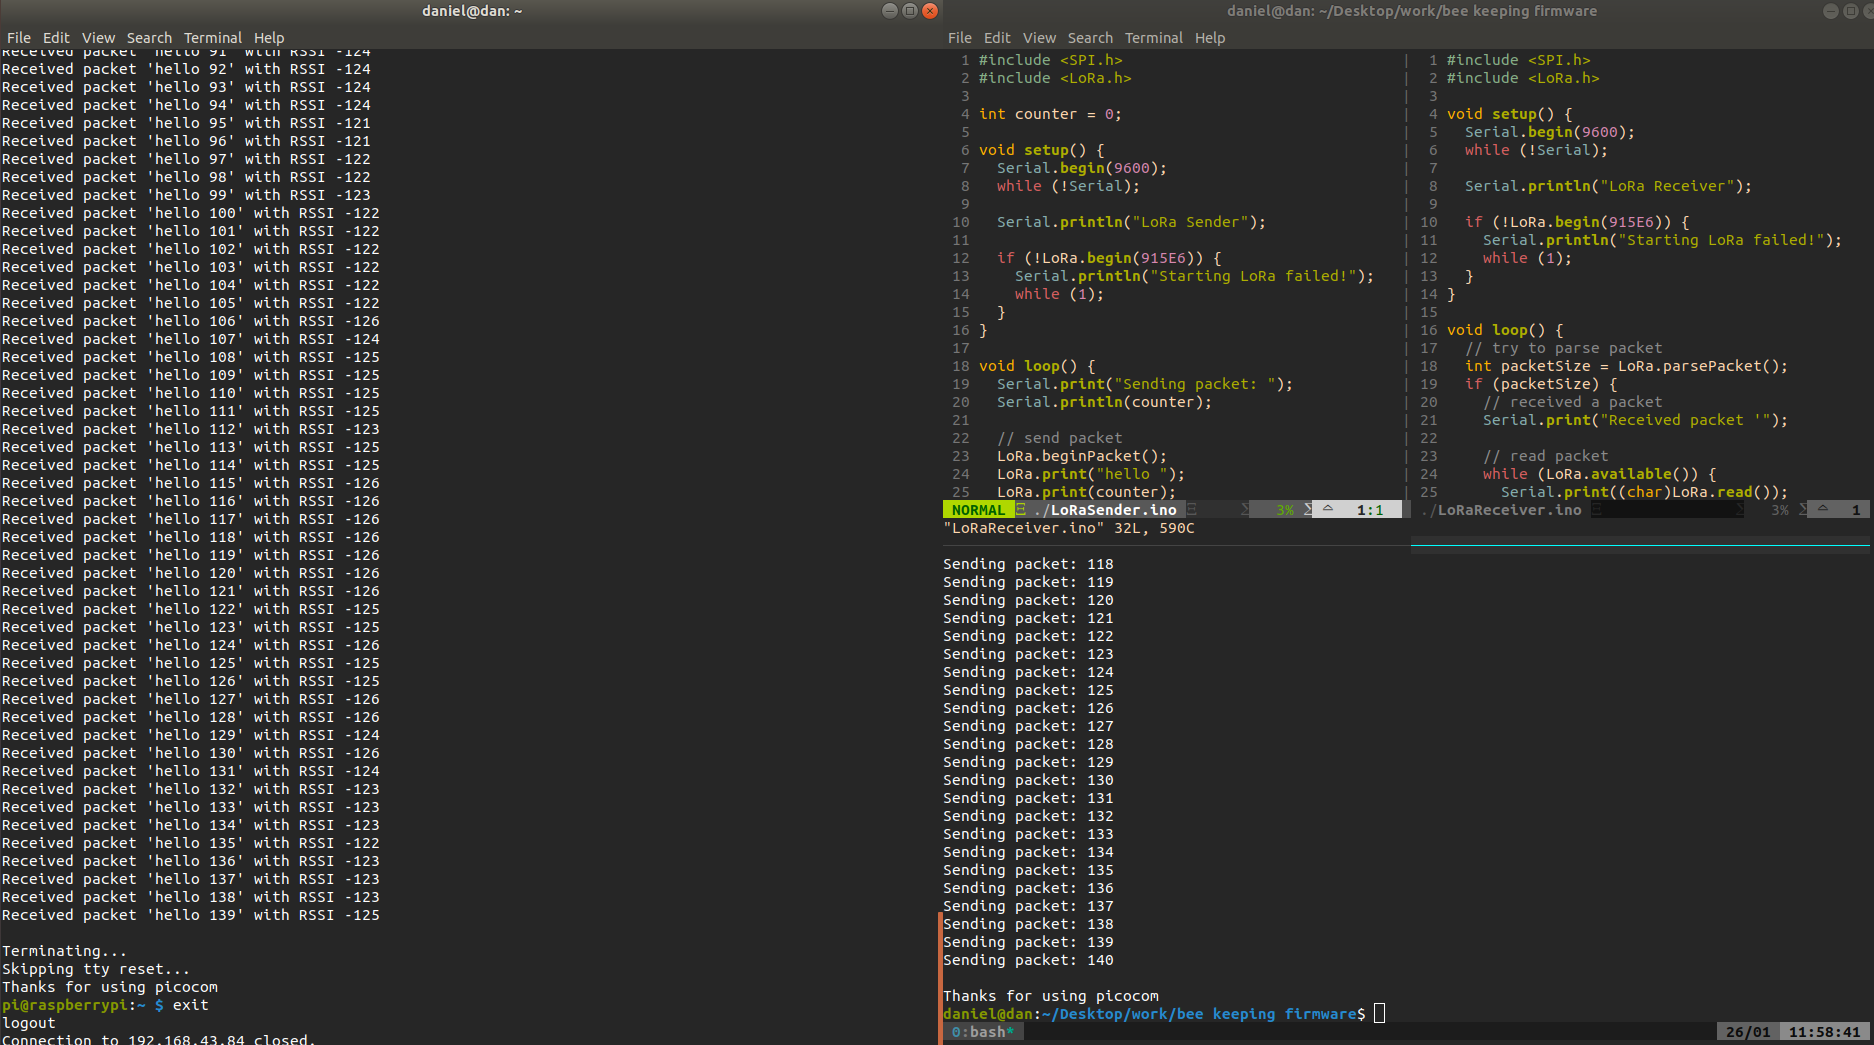 daniel@dan: ~
File Edit View Search Terminal Help
Received packet 'hello 91' with RSSI -124
Received packet 'hello 92' with RSSI -124
Received packet 'hello 93' with RSSI -124
Received packet 'hello 94' with RSSI -124
Received packet 'hello 95' with RSSI -121
Received packet 'hello 96' with RSSI -121
Received packet 'hello 97' with RSSI -122
Received packet 'hello 98' with RSSI -122
Received packet 'hello 99' with RSSI -123
Received packet 'hello 100' with RSSI -122
Received packet 'hello 101' with RSSI -122
Received packet 'hello 102' with RSSI -122
Received packet 'hello 103' with RSSI -122
Received packet 'hello 104' with RSSI -122
Received packet 'hello 105' with RSSI -122
Received packet 'hello 106' with RSSI -126
Received packet 'hello 107' with RSSI -124
Received packet 'hello 108' with RSSI -125
Received packet 'hello 109' with RSSI -125
Received packet 'hello 110' with RSSI -125
Received packet 'hello 111' with RSSI -125
Received packet 'hello 112' with RSSI -123
Received packet 'hello 113' with RSSI -125
Received packet 'hello 114' with RSSI -125
Received packet 'hello 115' with RSSI -126
Received packet 'hello 116' with RSSI -126
Received packet 'hello 117' with RSSI -126
Received packet 'hello 118' with RSSI -126
Received packet 'hello 119' with RSSI -126
Received packet 'hello 120' with RSSI -126
Received packet 'hello 121' with RSSI -126
Received packet 'hello 122' with RSSI -125
Received packet 'hello 123' with RSSI -125
Received packet 'hello 124' with RSSI -126
Received packet 'hello 125' with RSSI -125
Received packet 'hello 126' with RSSI -125
Received packet 'hello 127' with RSSI -126
Received packet 'hello 128' with RSSI -126
Received packet 'hello 129' with RSSI -124
Received packet 'hello 130' with RSSI -126
Received packet 'hello 131' with RSSI -124
Received packet 'hello 132' with RSSI -123
Received packet 'hello 133' with RSSI -123
Received packet 'hello 134' with RSSI -123
Received packet 'hello 135' with RSSI -122
Received packet 'hello 136' with RSSI -123
Received packet 'hello 137' with RSSI -123
Received packet 'hello 138' with RSSI -123
Received packet 'hello 139' with RSSI -125
Terminating...
Skipping tty reset...
Thanks for using picocom
pi@raspberrypi:~ $ exit
logout
Connection to 192.168.43.84 closed.
daniel@dan: ~/Desktop/work/bee keeping firmware
File Edit View Search Terminal Help
1 #include <SPI.h>
2 #include <LoRa.h>
3
4 int counter = 0;
5
6 void setup() {
7 Serial.begin(9600);
8 while (!Serial);
9
10 Serial.println("LoRa Sender");
11
12 if (!LoRa.begin(915E6)) {
13 Serial.println("Starting LoRa failed!");
14 while (1);
15 }
16 }
17
18 void loop() {
19 Serial.print("Sending packet: ");
20 Serial.println(counter);
21
22 // send packet
23 LoRa.beginPacket();
24 LoRa.print("hello ");
25 LoRa.print(counter);
NORMAL Ξ ./LoRaSender.ino Ξ Σ 3% Σ 1:1
1 #include <SPI.h>
2 #include <LoRa.h>
3
4 void setup() {
5 Serial.begin(9600);
6 while (!Serial);
7
8 Serial.println("LoRa Receiver");
9
10 if (!LoRa.begin(915E6)) {
11 Serial.println("Starting LoRa failed!");
12 while (1);
13 }
14 }
15
16 void loop() {
17 // try to parse packet
18 int packetSize = LoRa.parsePacket();
19 if (packetSize) {
20 // received a packet
21 Serial.print("Received packet '");
22
23 // read packet
24 while (LoRa.available()) {
25 Serial.print((char)LoRa.read());
./LoRaReceiver.ino Ξ Σ 3% Σ 1
"LoRaReceiver.ino" 32L, 590C
Sending packet: 118
Sending packet: 119
Sending packet: 120
Sending packet: 121
Sending packet: 122
Sending packet: 123
Sending packet: 124
Sending packet: 125
Sending packet: 126
Sending packet: 127
Sending packet: 128
Sending packet: 129
Sending packet: 130
Sending packet: 131
Sending packet: 132
Sending packet: 133
Sending packet: 134
Sending packet: 135
Sending packet: 136
Sending packet: 137
Sending packet: 138
Sending packet: 139
Sending packet: 140
Thanks for using picocom
daniel@dan:~/Desktop/work/bee keeping firmware$
0:bash* 26/01 11:58:41